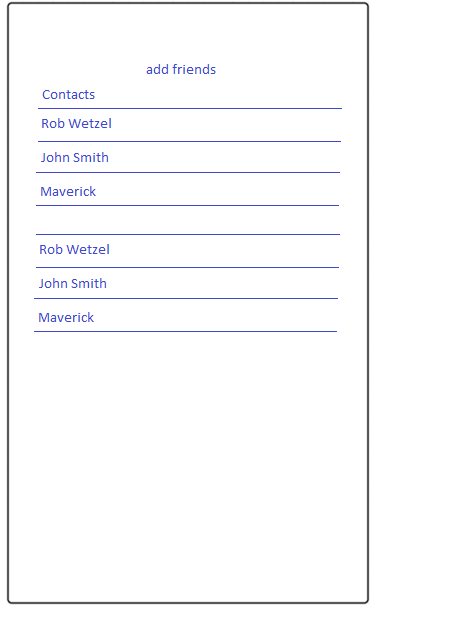 add friends
Contacts
Rob Wetzel
John Smith
Maverick
Rob Wetzel
John Smith
Maverick